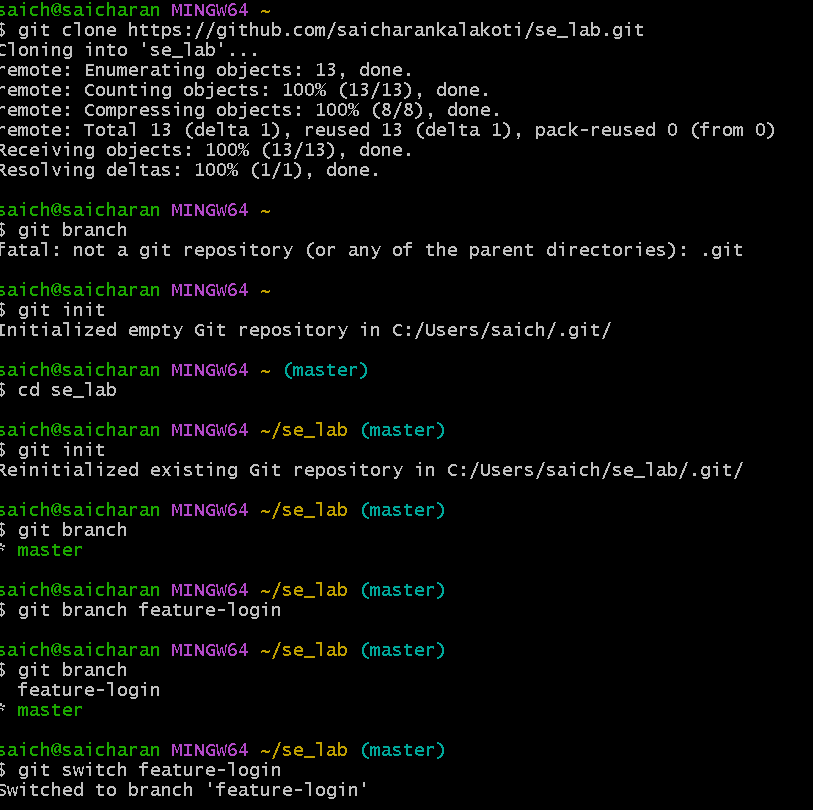 saich@saicharan MINGW64 ~
$ git clone https://github.com/saicharankalakoti/se_lab.git
Cloning into 'se_lab'...
remote: Enumerating objects: 13, done.
remote: Counting objects: 100% (13/13), done.
remote: Compressing objects: 100% (8/8), done.
remote: Total 13 (delta 1), reused 13 (delta 1), pack-reused 0 (from 0)
Receiving objects: 100% (13/13), done.
Resolving deltas: 100% (1/1), done.
saich@saicharan MINGW64 ~
$ git branch
fatal: not a git repository (or any of the parent directories): .git
saich@saicharan MINGW64 ~
$ git init
Initialized empty Git repository in C:/Users/saich/.git/
saich@saicharan MINGW64 ~ (master)
$ cd se_lab
saich@saicharan MINGW64 ~/se_lab (master)
$ git init
Reinitialized existing Git repository in C:/Users/saich/se_lab/.git/
saich@saicharan MINGW64 ~/se_lab (master)
$ git branch
* master
saich@saicharan MINGW64 ~/se_lab (master)
$ git branch feature-login
saich@saicharan MINGW64 ~/se_lab (master)
$ git branch
feature-login
* master
saich@saicharan MINGW64 ~/se_lab (master)
$ git switch feature-login
Switched to branch 'feature-login'